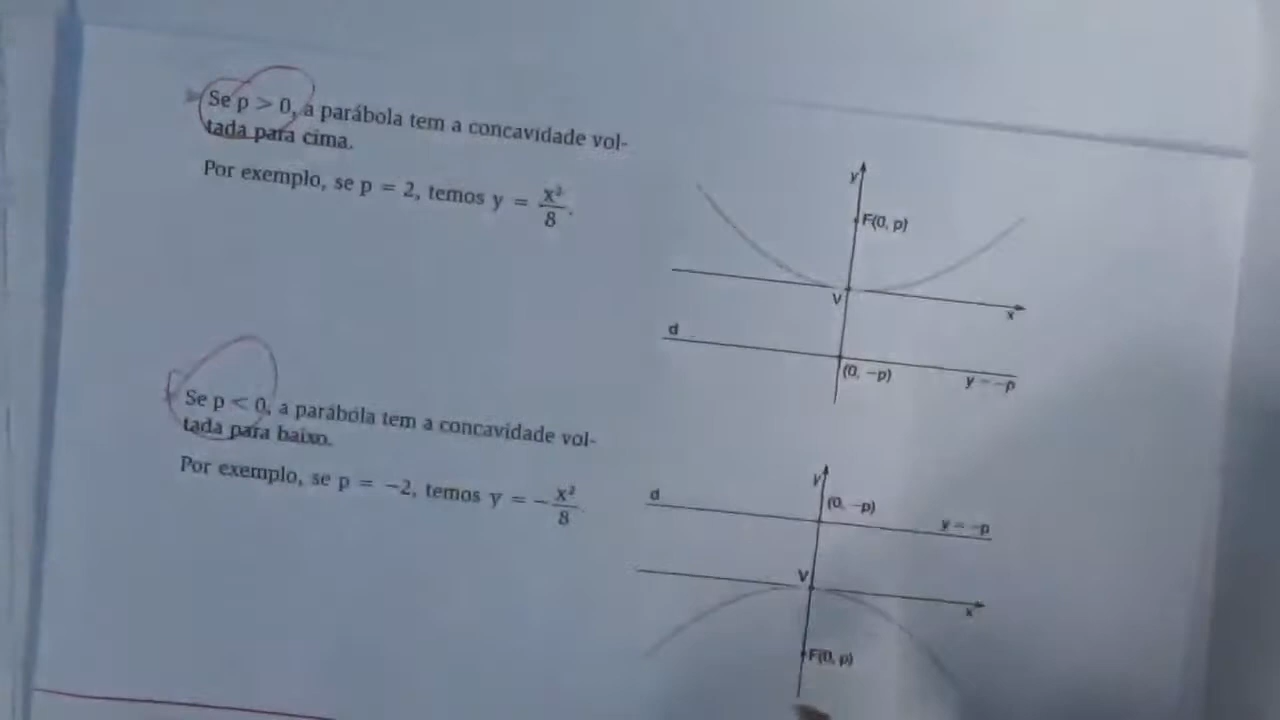 Se p > 0, a parábola tem a concavidade vol-
tada para cima.
Por exemplo, se p = 2, temos y = x²/8.
y
F(0, p)
V
x
d
(0, −p)
y = −p
Se p < 0, a parábola tem a concavidade vol-
tada para baixo.
Por exemplo, se p = −2, temos y = −x²/8.
y
d
(0, −p)
y = −p
V
x
F(0, p)